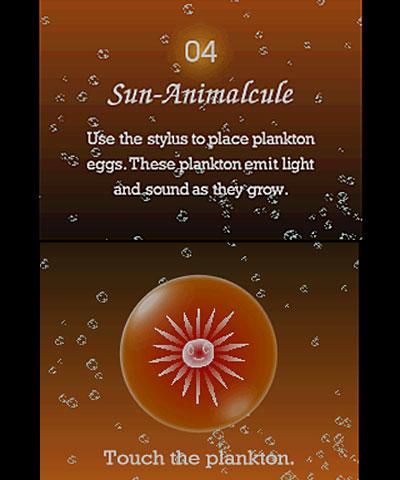 04
Sun-Animalcule
Use the stylus to place plankton
eggs. These plankton emit light
and sound as they grow.
Touch the plankton.